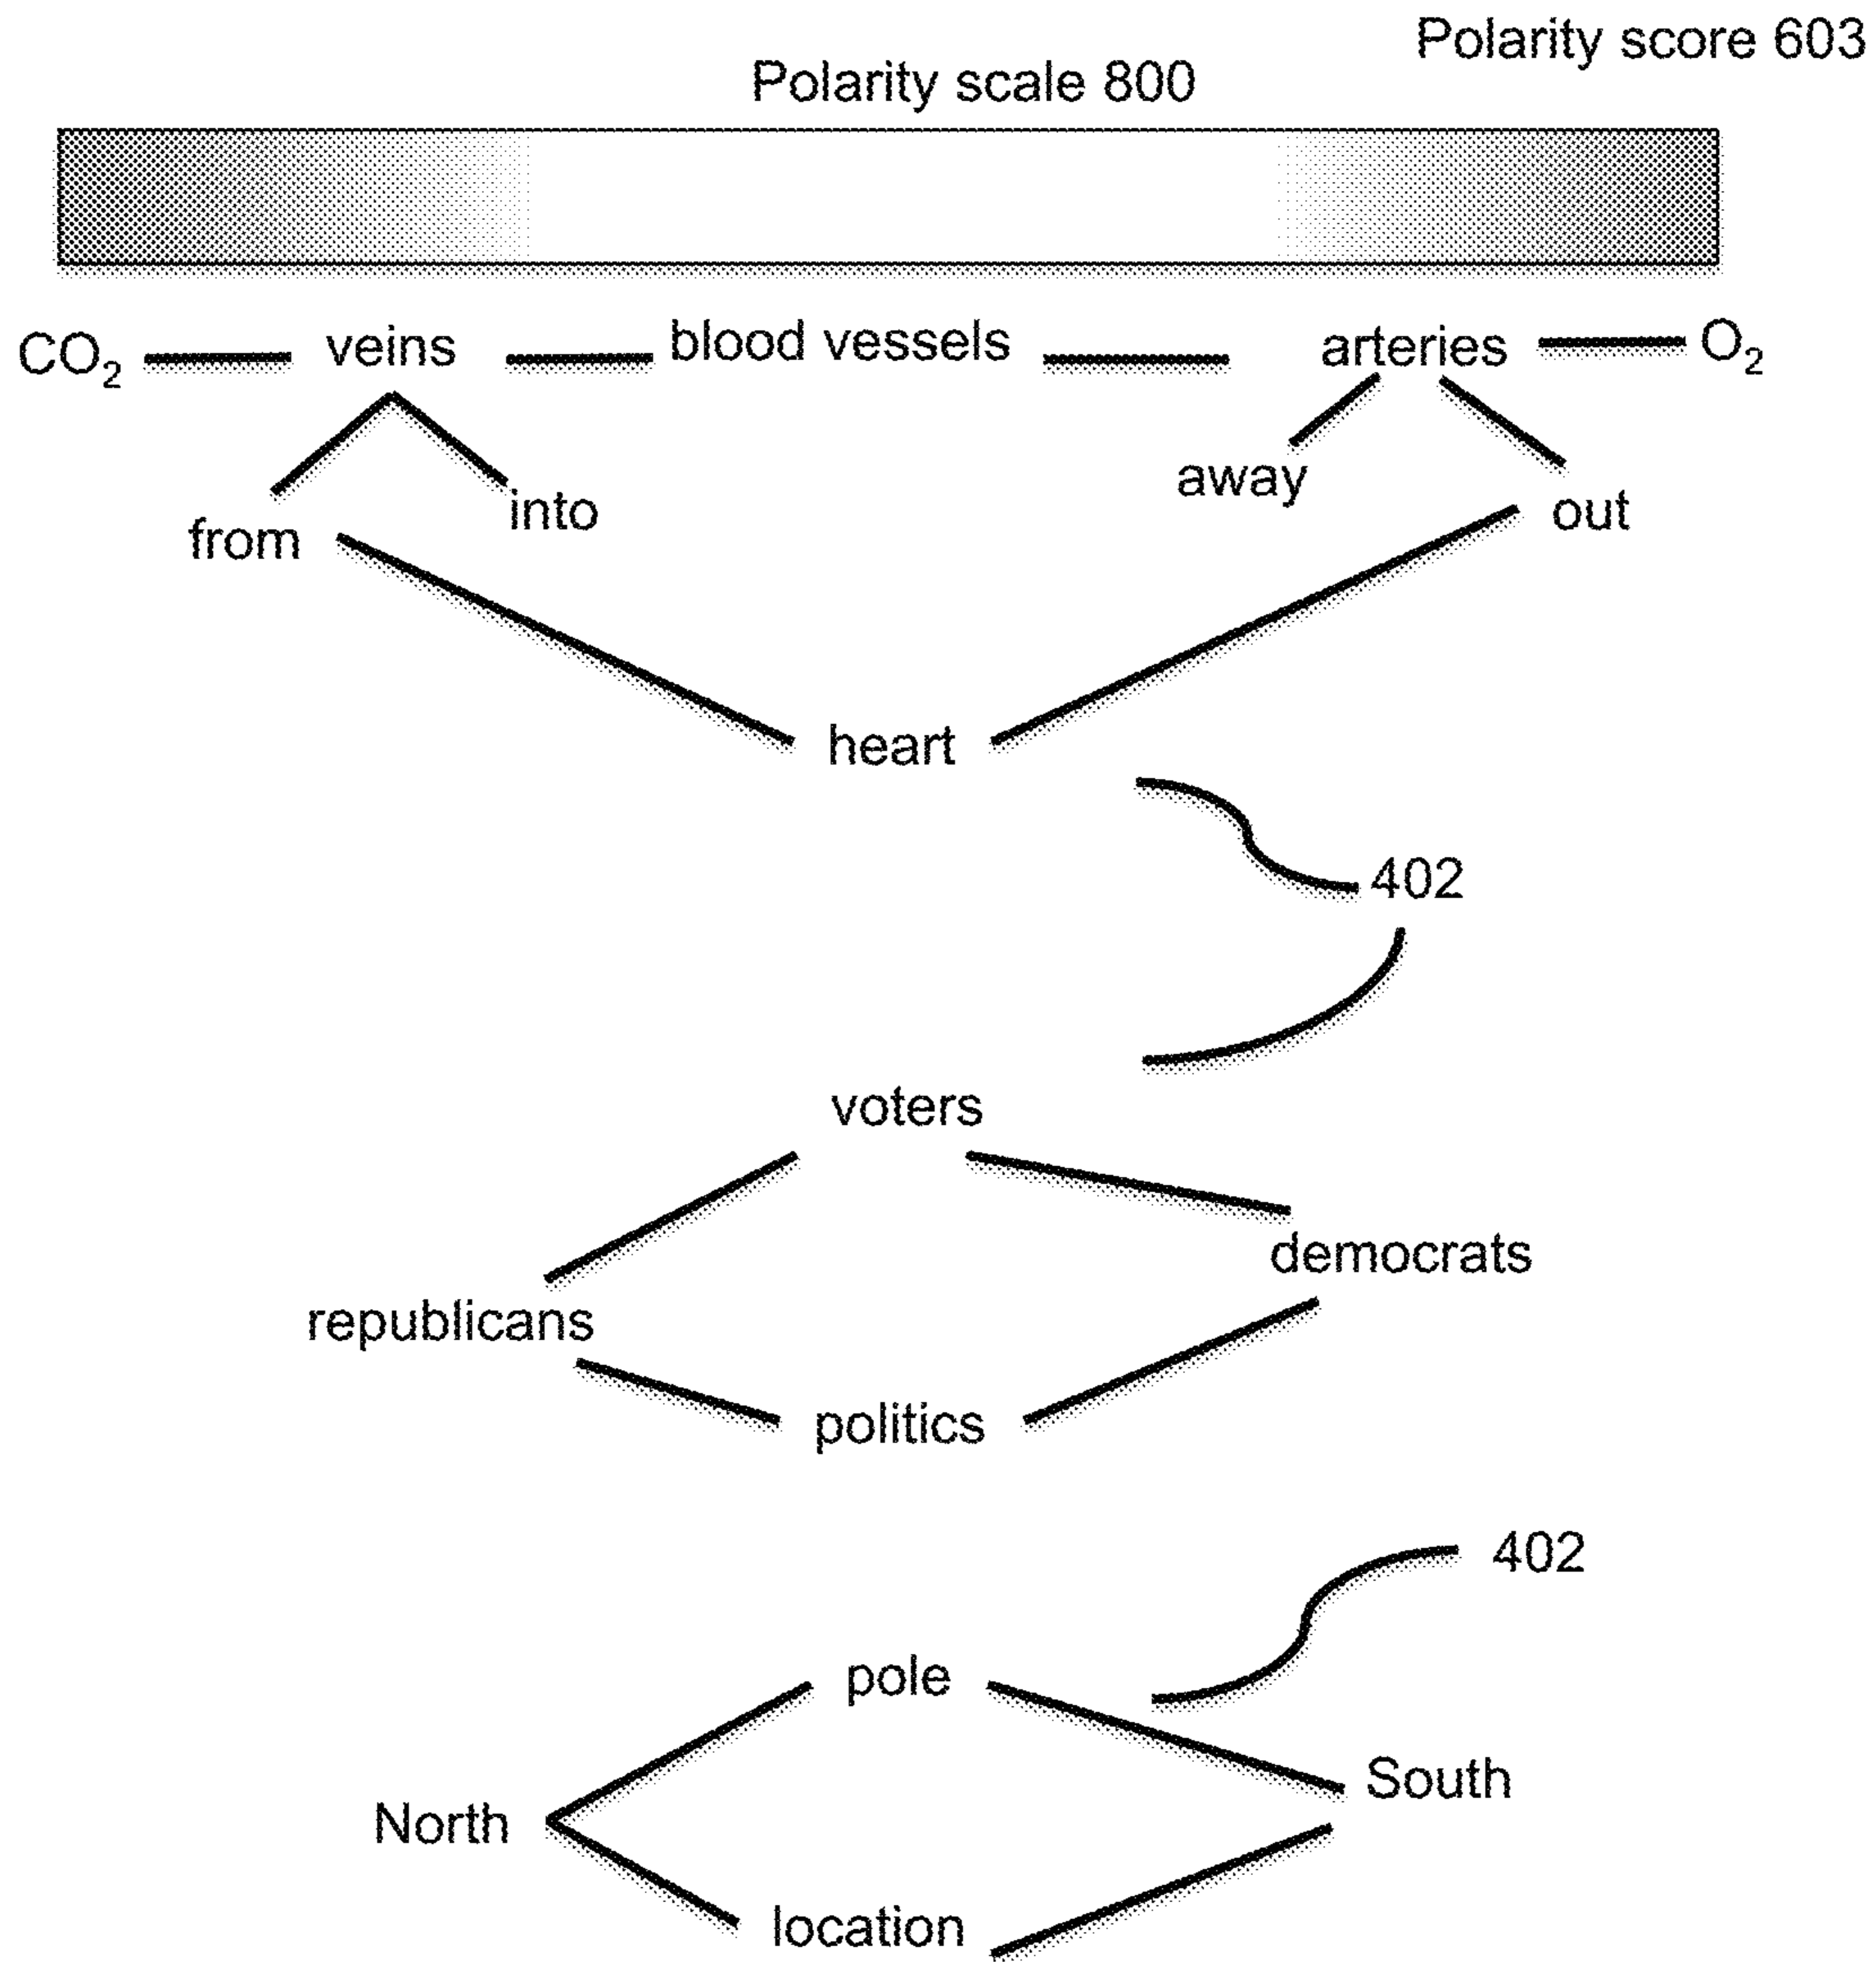 Polarity score 603
Polarity scale 800
CO₂ veins blood vessels arteries O₂
from into away out
heart
402
voters
democrats
republicans
politics
402
pole
South
North
location